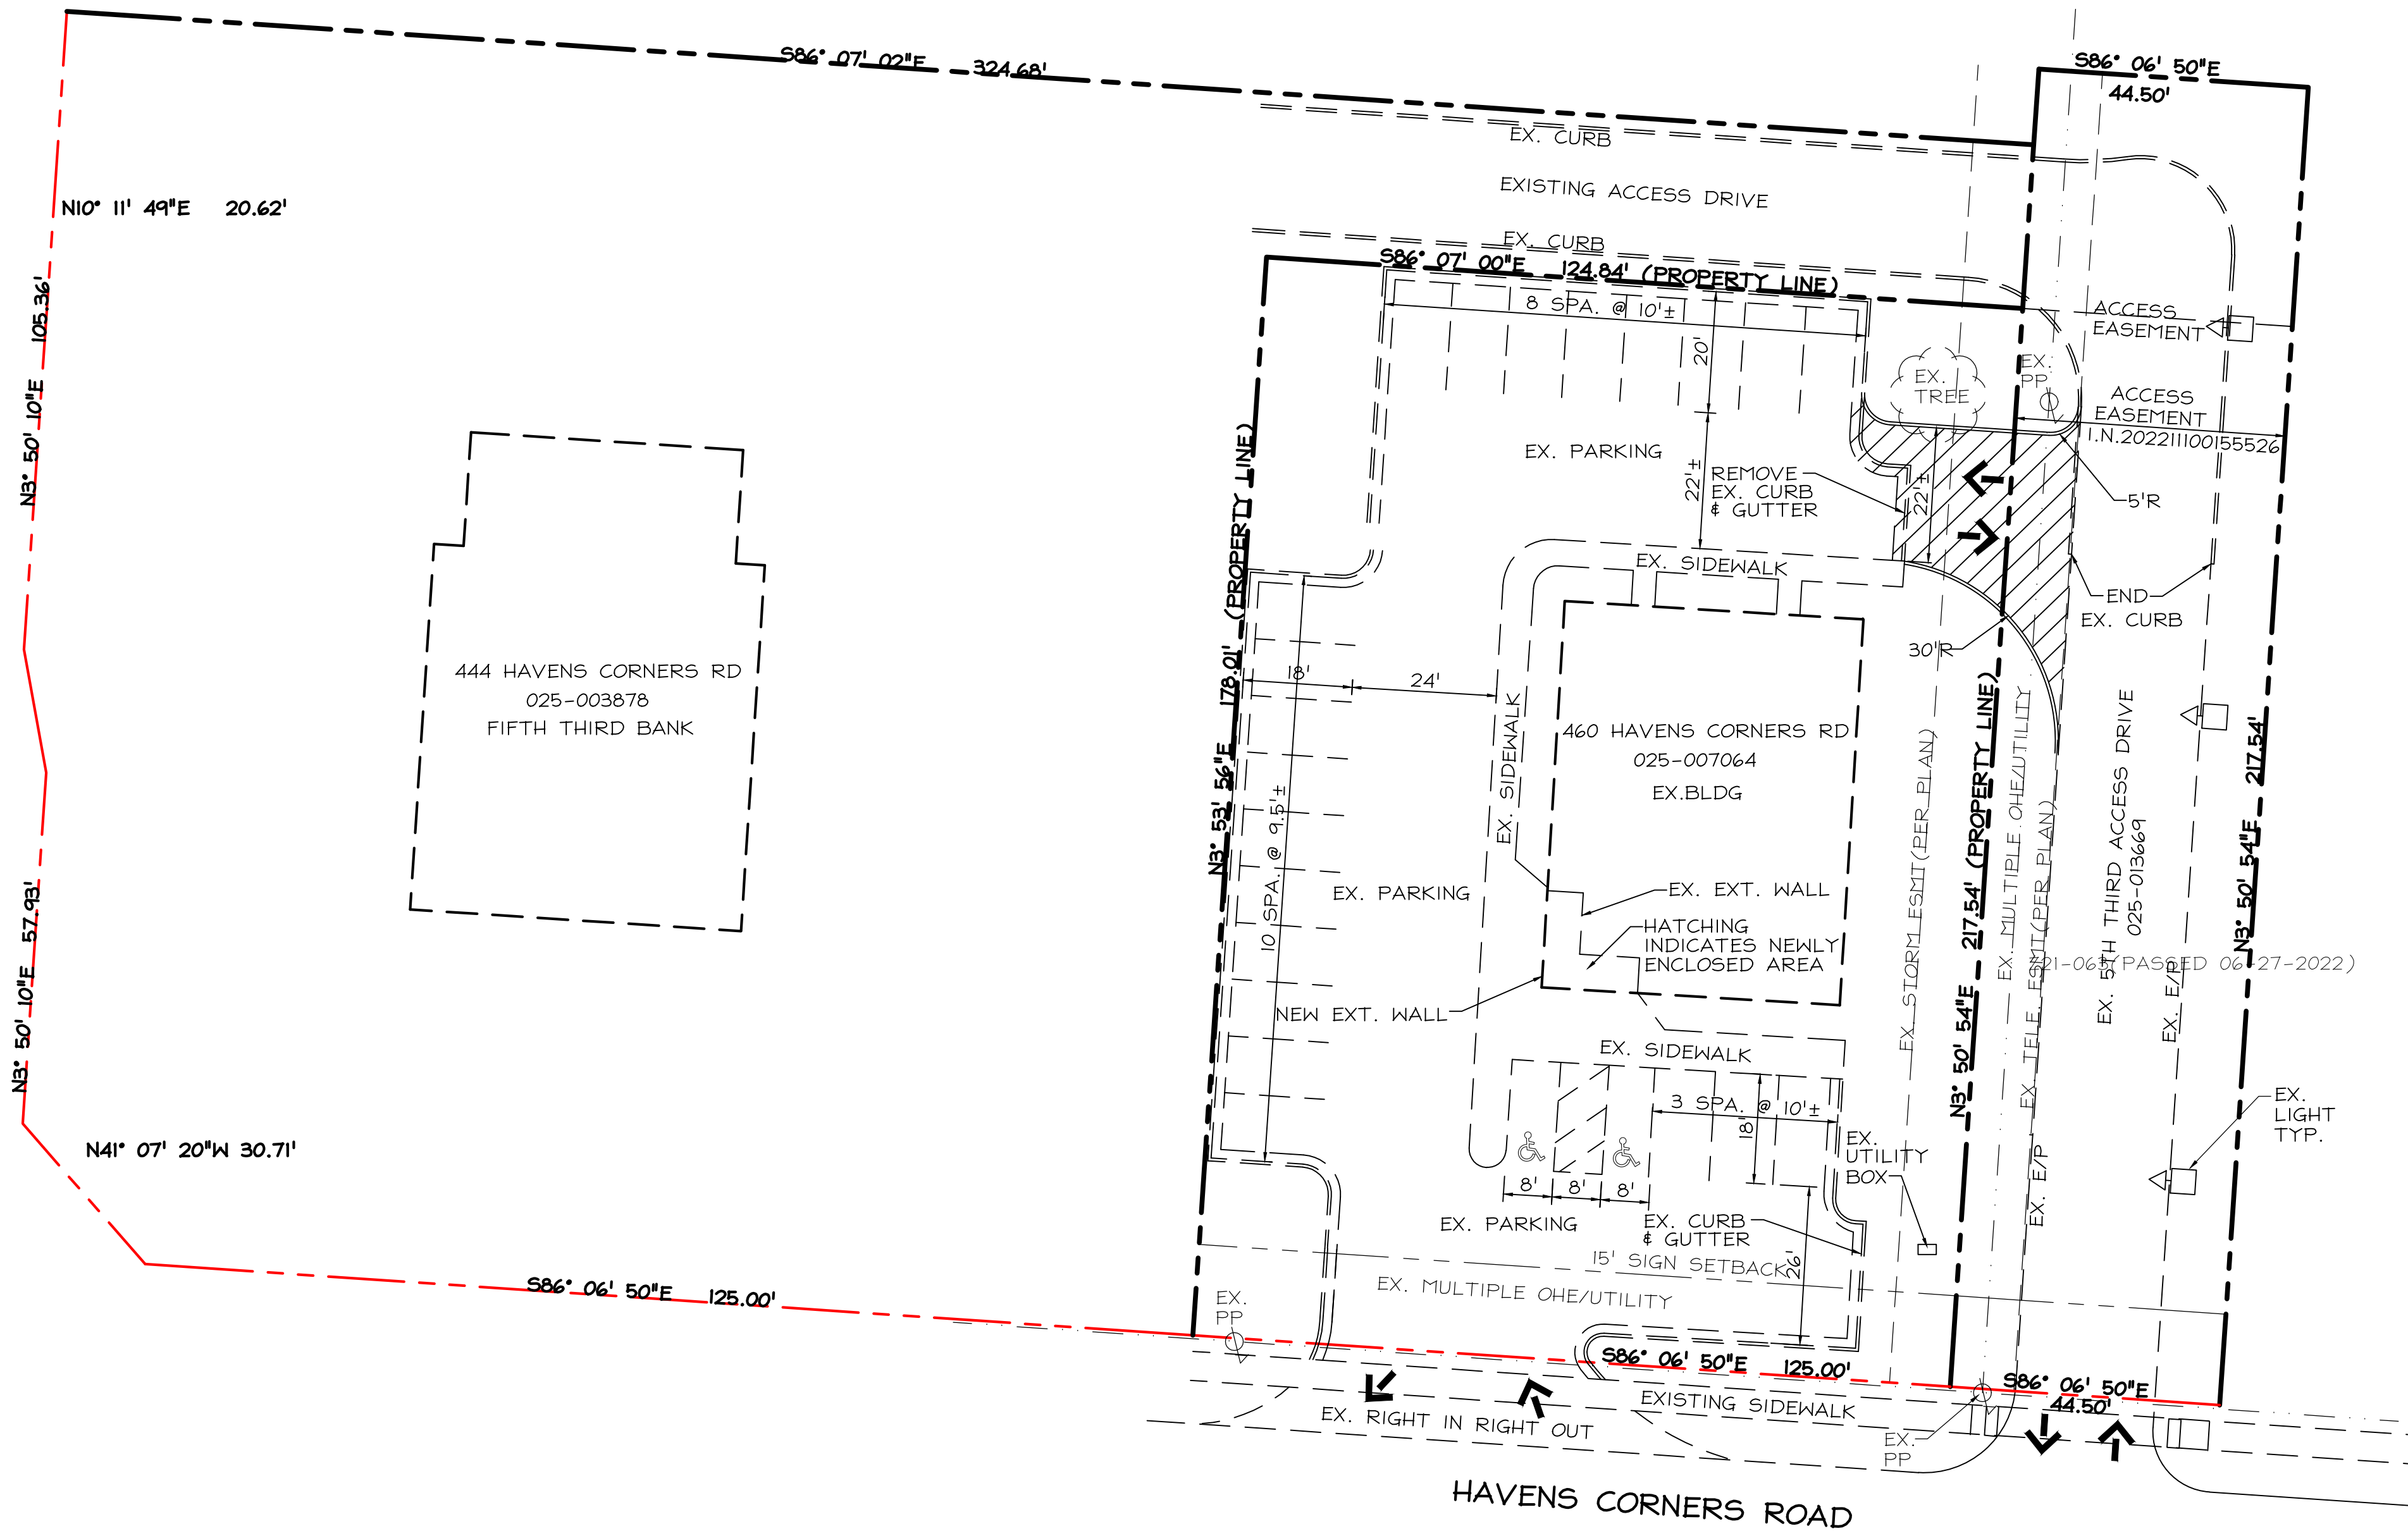 S86° 07' 02"E 324.68'
S86° 06' 50"E
44.50'
EX. CURB
EXISTING ACCESS DRIVE
EX. CURB
N10° 11' 49"E 20.62'
S86° 07' 00"E 124.84' (PROPERTY LINE)
8 SPA. @ 10'±
20'
ACCESS
EASEMENT
EX.
PP
EX.
TREE
ACCESS
EASEMENT
I.N.202211100155526
N3° 50' 10"E 105.36'
EX. PARKING
22'±
REMOVE
EX. CURB
& GUTTER
22'±
5'R
EX. SIDEWALK
END
EX. CURB
30'R
N3° 53' 56"E 178.01' (PROPERTY LINE)
18'
24'
444 HAVENS CORNERS RD
025-003878
FIFTH THIRD BANK
EX. SIDEWALK
460 HAVENS CORNERS RD
025-007064
EX.BLDG
10 SPA. @ 9.5'±
EX. PARKING
EX. EXT. WALL
HATCHING
INDICATES NEWLY
ENCLOSED AREA
NEW EXT. WALL
EX. STORM ESMT(PER PLAN)
N3° 50' 54"E 217.54' (PROPERTY LINE)
EX. MULTIPLE OHE/UTILITY
EX. TELE. ESMT(PER PLAN)
EX. 5TH THIRD ACCESS DRIVE
025-013669
21-063(PASSED 06-27-2022)
EX. E/P
N3° 50' 54"E 217.54'
N3° 50' 10"E 57.93'
EX. SIDEWALK
3 SPA. @ 10'±
18'
8'
8'
8'
EX.
UTILITY
BOX
EX. E/P
EX.
LIGHT
TYP.
N41° 07' 20"W 30.71'
EX. PARKING
EX. CURB
& GUTTER
15' SIGN SETBACK
26'
EX. MULTIPLE OHE/UTILITY
S86° 06' 50"E 125.00'
EX.
PP
S86° 06' 50"E 125.00'
S86° 06' 50"E
44.50'
EXISTING SIDEWALK
EX. RIGHT IN RIGHT OUT
EX.
PP
HAVENS CORNERS ROAD